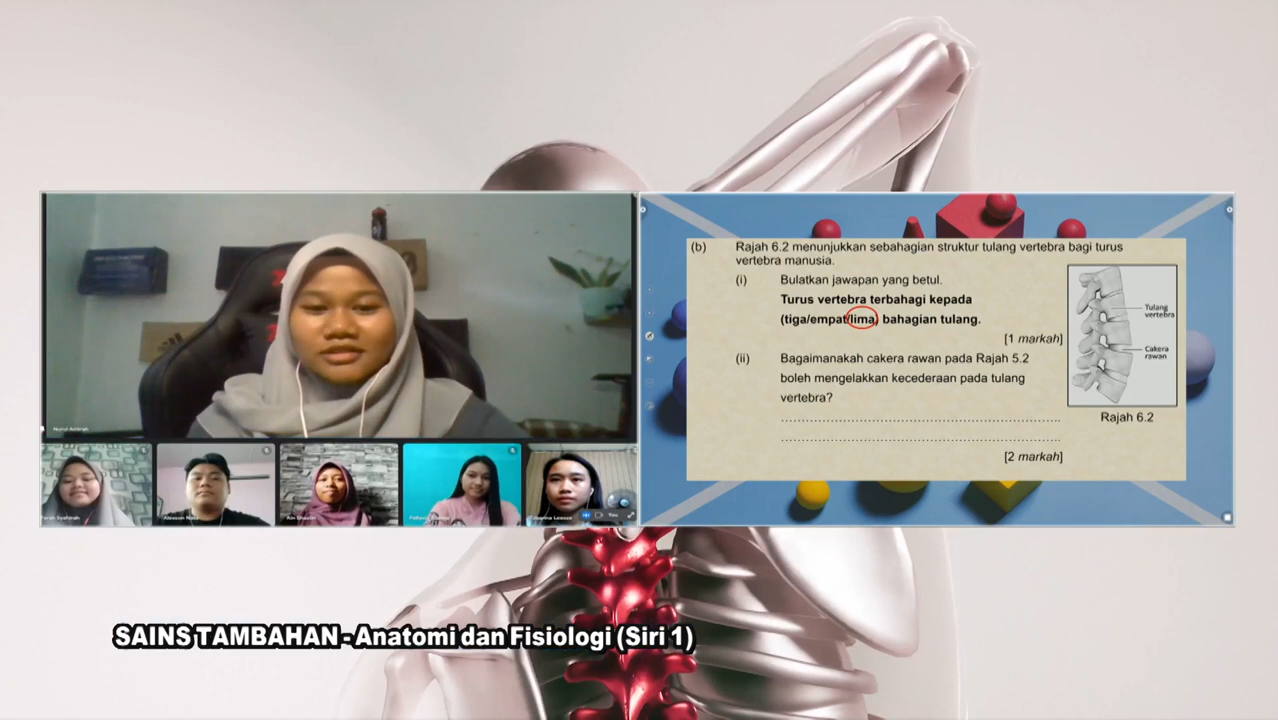 (b) Rajah 6.2 menunjukkan sebahagian struktur tulang vertebra bagi turus
vertebra manusia.
(i) Bulatkan jawapan yang betul.
Turus vertebra terbahagi kepada
(tiga/empat/lima) bahagian tulang.
[1 markah]
Tulang
vertebra
Cakera
rawan
Rajah 6.2
(ii) Bagaimanakah cakera rawan pada Rajah 5.2
boleh mengelakkan kecederaan pada tulang
vertebra?
[2 markah]
You
SAINS TAMBAHAN - Anatomi dan Fisiologi (Siri 1)